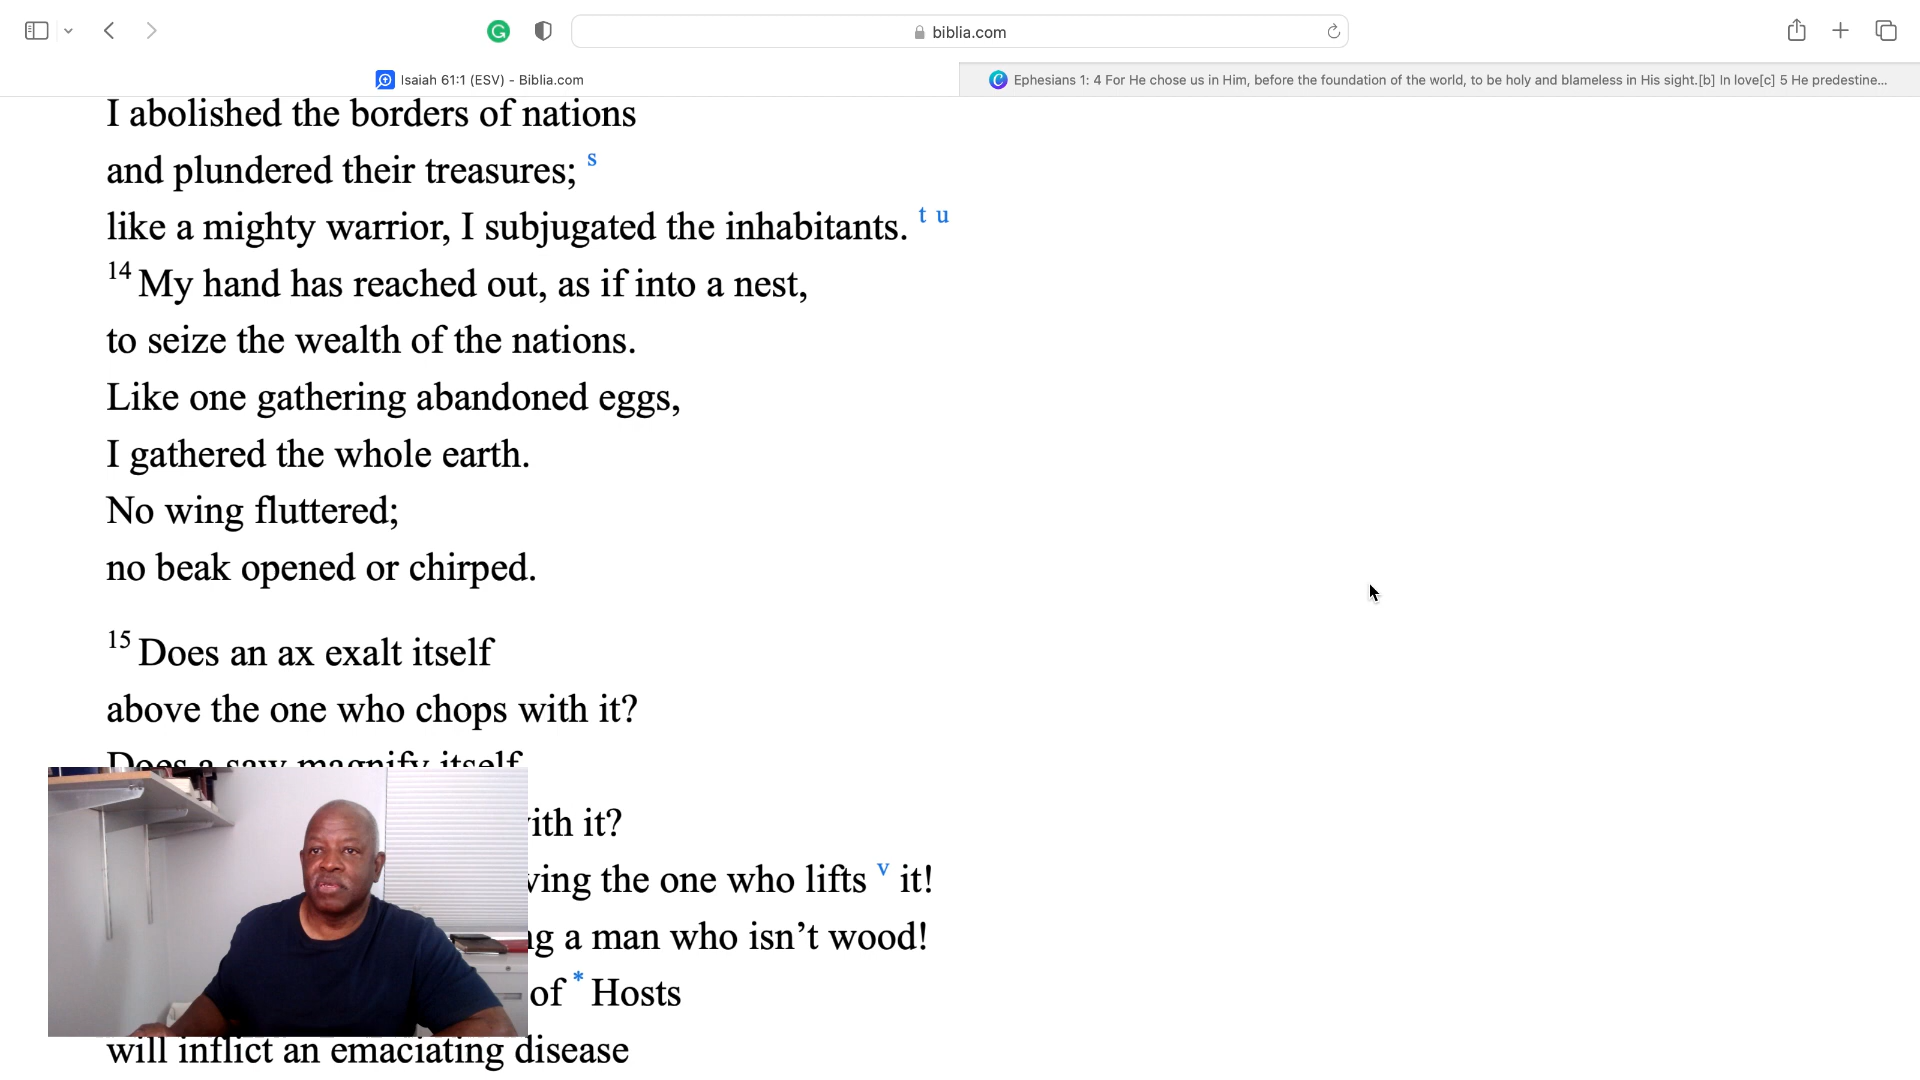 biblia.com
Isaiah 61:1 (ESV) - Biblia.com
Ephesians 1: 4 For He chose us in Him, before the foundation of the world, to be holy and blameless in His sight.[b] In love[c] 5 He predestine...
I abolished the borders of nations
and plundered their treasures; s
like a mighty warrior, I subjugated the inhabitants. t u
14 My hand has reached out, as if into a nest,
to seize the wealth of the nations.
Like one gathering abandoned eggs,
I gathered the whole earth.
No wing fluttered;
no beak opened or chirped.
15 Does an ax exalt itself
above the one who chops with it?
Does a saw magnify itself
with it?
the one who lifts v it!
a man who isn’t wood!
of * Hosts
will inflict an emaciating disease